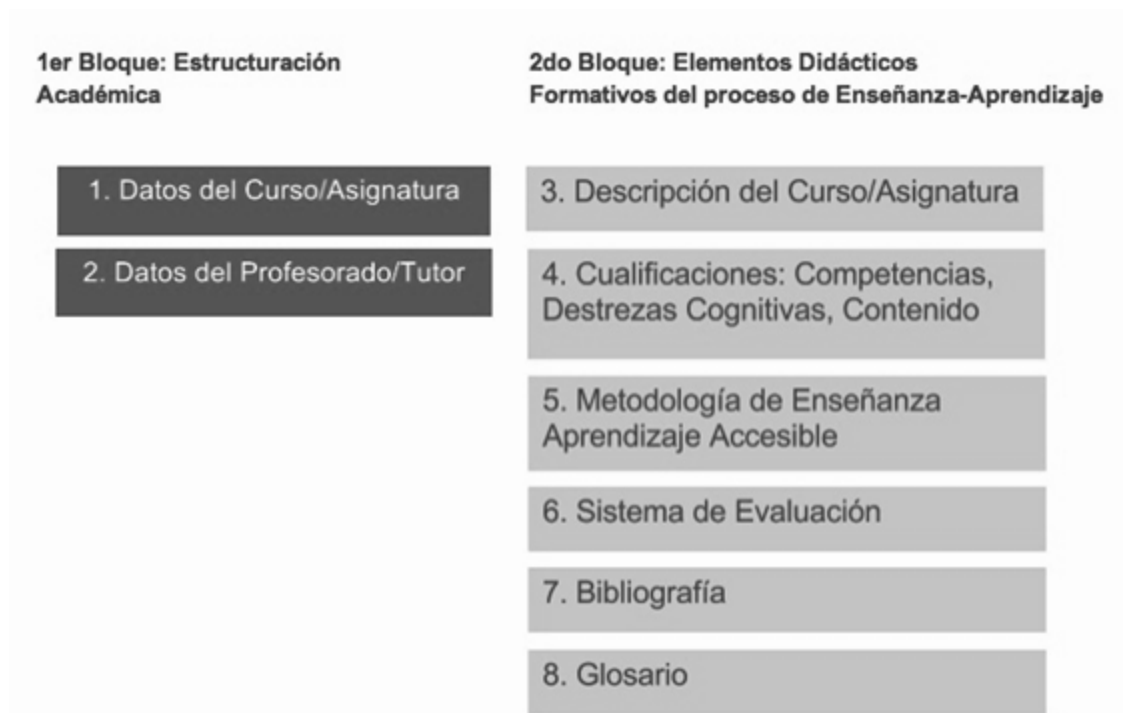 1er Bloque: Estructuración
Académica
1. Datos del Curso/Asignatura
2. Datos del Profesorado/Tutor
2do Bloque: Elementos Didácticos
Formativos del proceso de Enseñanza-Aprendizaje
3. Descripción del Curso/Asignatura
4. Cualificaciones: Competencias,
Destrezas Cognitivas, Contenido
5. Metodología de Enseñanza
Aprendizaje Accesible
6. Sistema de Evaluación
7. Bibliografía
8. Glosario